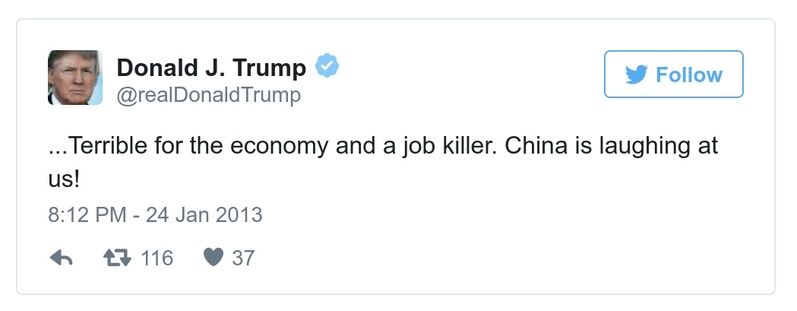 Donald J. Trump
@realDonaldTrump
Follow
...Terrible for the economy and a job killer. China is laughing at
us!
8:12 PM - 24 Jan 2013
116 37